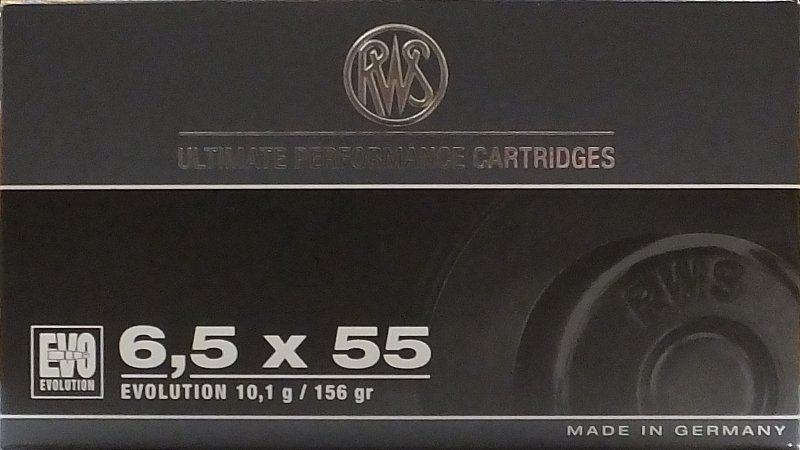 RWS
ULTIMATE PERFORMANCE CARTRIDGES
RWS
EVO
EVOLUTION
6,5 x 55
EVOLUTION 10,1 g / 156 gr
MADE IN GERMANY